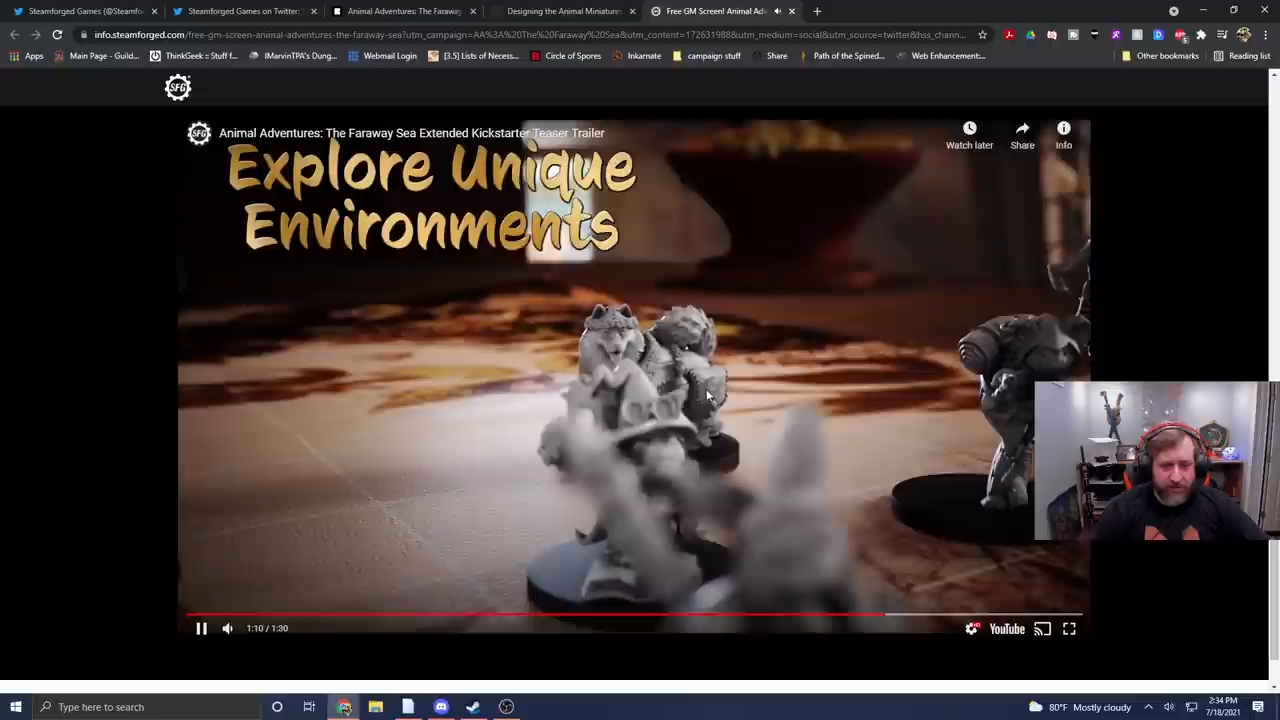 Steamforged Games (@Steamf
Steamforged Games on Twitter:
Animal Adventures: The Faraway
Designing the Animal Miniature
Free GM Screen! Animal Adv
info.steamforged.com/free-gm-screen-animal-adventures-the-faraway-sea?utm_campaign=AA%3A%20The%20Faraway%20Sea&utm_content=172631988&utm_medium=social&utm_source=twitter&hss_chann...
Apps
Main Page - Guild...
ThinkGeek :: Stuff f...
IMarvinTPA's Dung...
Webmail Login
[3.5] Lists of Necess...
Circle of Spores
Inkarnate
campaign stuff
Share
Path of the Spined...
Web Enhancement:...
Other bookmarks
Reading list
SFG
SFG
Animal Adventures: The Faraway Sea Extended Kickstarter Teaser Trailer
Watch later
Share
Info
Explore Unique
Environments
1:10 / 1:30
HD
YouTube
Type here to search
80°F Mostly cloudy
2:34 PM
7/18/2021